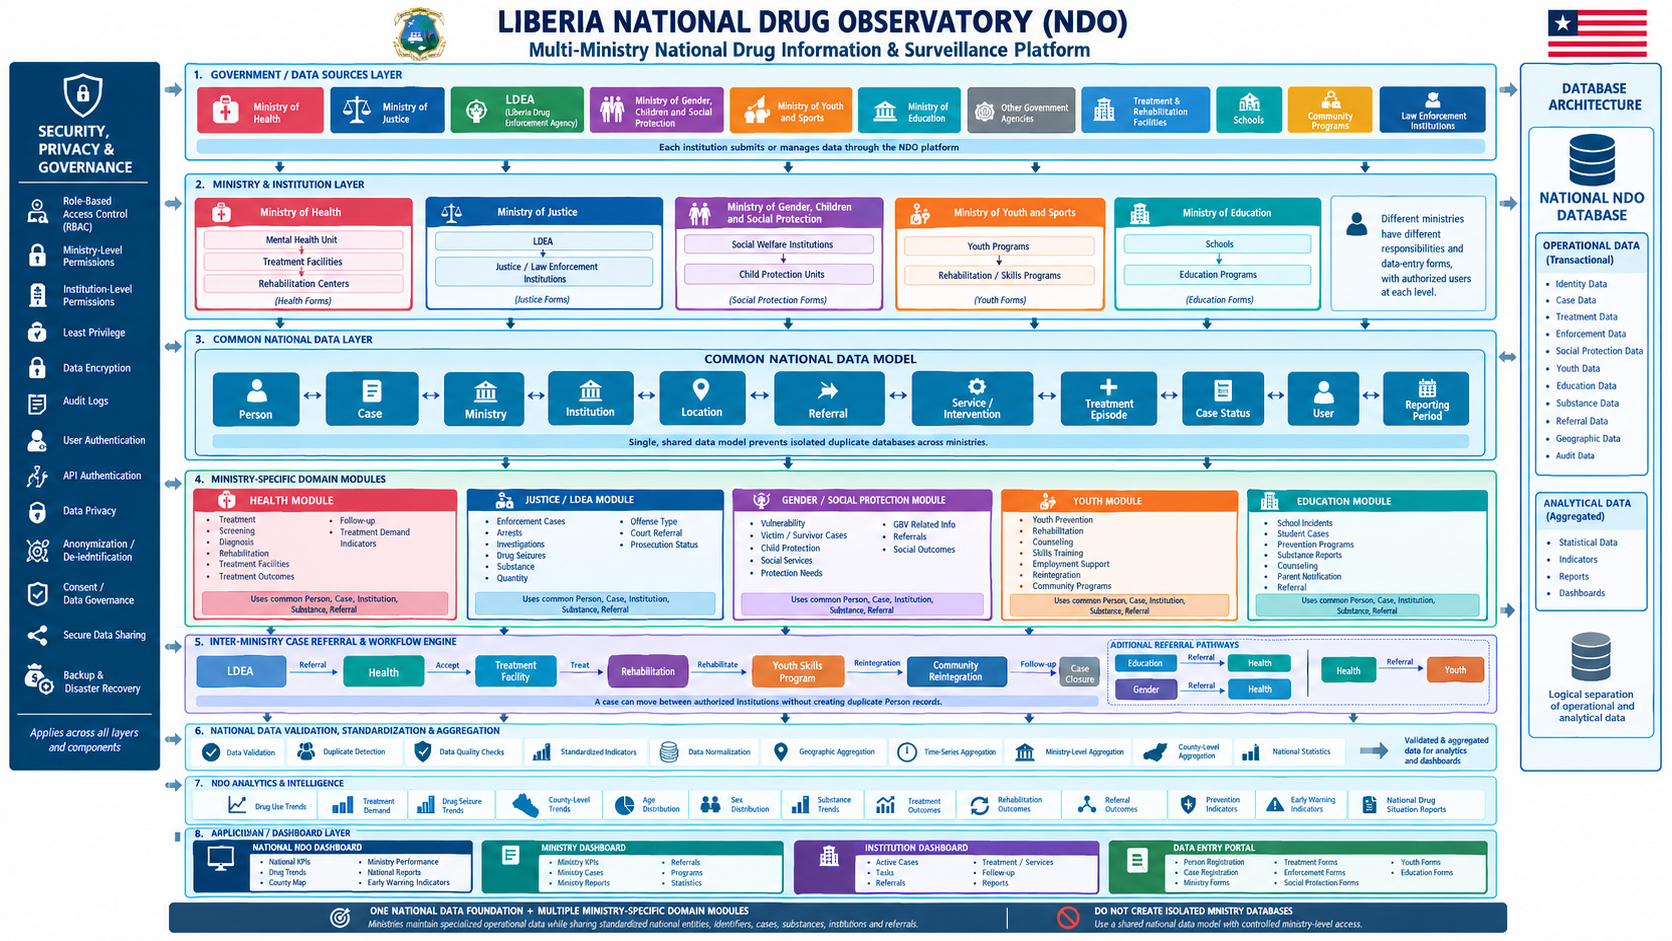 LIBERIA NATIONAL DRUG OBSERVATORY (NDO)
Multi-Ministry National Drug Information & Surveillance Platform
SECURITY,
PRIVACY &
GOVERNANCE
Role-Based
Access Control
(RBAC)
Ministry-Level
Permissions
Institution-Level
Permissions
Least Privilege
Data Encryption
Audit Logs
User Authentication
API Authentication
Data Privacy
Anonymization /
De-iedntification
Consent /
Data Governance
Secure Data Sharing
Backup &
Disaster Recovery
Applies across all layers
and components
1. GOVERNMENT / DATA SOURCES LAYER
Ministry of
Health
Ministry of
Justice
LDEA
(Liberia Drug
Enforcement Agency)
Ministry of Gender,
Children and Social
Protection
Ministry of Youth
and Sports
Ministry of
Education
Other Government
Agencies
Treatment &
Rehabilitation
Facilities
Schools
Community
Programs
Law Enforcement
Institutions
Each institution submits or manages data through the NDO platform
2. MINISTRY & INSTITUTION LAYER
Ministry of Health
Mental Health Unit
Treatment Facilities
Rehabilitation Centers
(Health Forms)
Ministry of Justice
LDEA
Justice / Law Enforcement
Institutions
(Justice Forms)
Ministry of Gender, Children
and Social Protection
Social Welfare Institutions
Child Protection Units
(Social Protection Forms)
Ministry of Youth and Sports
Youth Programs
Rehabilitation / Skills Programs
(Youth Forms)
Ministry of Education
Schools
Education Programs
(Education Forms)
Different ministries
have different
responsibilities and
data-entry forms,
with authorized users
at each level.
3. COMMON NATIONAL DATA LAYER
COMMON NATIONAL DATA MODEL
Person
Case
Ministry
Institution
Location
Referral
Service /
Intervention
Treatment
Episode
Case Status
User
Reporting
Period
Single, shared data model prevents isolated duplicate databases across ministries.
4. MINISTRY-SPECIFIC DOMAIN MODULES
HEALTH MODULE
• Treatment
• Screening
• Diagnosis
• Rehabilitation
• Treatment Facilities
• Treatment Outcomes
• Follow-up
• Treatment Demand
Indicators
Uses common Person, Case, Institution,
Substance, Referral
JUSTICE / LDEA MODULE
• Enforcement Cases
• Arrests
• Investigations
• Drug Seizures
• Substance
• Quantity
• Offense Type
• Court Referral
• Prosecution Status
Uses common Person, Case, Institution,
Substance, Referral
GENDER / SOCIAL PROTECTION MODULE
• Vulnerability
• Victim / Survivor Cases
• Child Protection
• Social Services
• Protection Needs
• GBV Related Info
• Referrals
• Social Outcomes
Uses common Person, Case, Institution,
Substance, Referral
YOUTH MODULE
• Youth Prevention
• Rehabilitation
• Counseling
• Skills Training
• Employment Support
• Reintegration
• Community Programs
Uses common Person, Case, Institution,
Substance, Referral
EDUCATION MODULE
• School Incidents
• Student Cases
• Prevention Programs
• Substance Reports
• Counseling
• Parent Notification
• Referral
Uses common Person, Case, Institution,
Substance, Referral
5. INTER-MINISTRY CASE REFERRAL & WORKFLOW ENGINE
LDEA
Referral
Health
Accept
Treatment
Facility
Treat
Rehabilitation
Rehabilitate
Youth Skills
Program
Reintegration
Community
Reintegration
Follow-up
Case
Closure
A case can move between authorized Institutions without creating duplicate Person records.
ADITIONAL REFERRAL PATHWAYS
Education
Referral
Health
Gender
Referral
Health
Health
Referral
Youth
6. NATIONAL DATA VALIDATION, STANDARDIZATION & AGGREGATION
Data Validation
Duplicate Detection
Data Quality Checks
Standardized Indicators
Data Normalization
Geographic Aggregation
Time-Series Aggregation
Ministry-Level Aggregation
County-Level
Aggregation
National Statistics
Validated & aggregated
data for analytics
and dashboards
7. NDO ANALYTICS & INTELLIGENCE
Drug Use Trends
Treatment
Demand
Drug Seizure
Trends
County-Level
Trends
Age
Distribution
Sex
Distribution
Substance
Trends
Treatment
Outcomes
Rehabilitation
Outcomes
Referral
Outcomes
Prevention
Indicators
Early Warning
Indicators
National Drug
Situation Reports
8. / DASHBOARD LAYER
NATIONAL NDO DASHBOARD
• National KPIs
• Drug Trends
• County Map
• Ministry Performance
• National Reports
• Early Warning Indicators
MINISTRY DASHBOARD
• Ministry KPIs
• Ministry Cases
• Ministry Reports
• Referrals
• Programs
• Statistics
INSTITUTION DASHBOARD
• Active Cases
• Tasks
• Referrals
• Treatment / Services
• Follow-up
• Reports
DATA ENTRY PORTAL
• Person Registration
• Case Registration
• Ministry Forms
• Treatment Forms
• Enforcement Forms
• Social Protection Forms
• Youth Forms
• Education Forms
DATABASE
ARCHITECTURE
NATIONAL NDO
DATABASE
OPERATIONAL DATA
(Transactional)
• Identity Data
• Case Data
• Treatment Data
• Enforcement Data
• Social Protection Data
• Youth Data
• Education Data
• Substance Data
• Referral Data
• Geographic Data
• Audit Data
ANALYTICAL DATA
(Aggregated)
• Statistical Data
• Indicators
• Reports
• Dashboards
Logical separation
of operational and
analytical data
ONE NATIONAL DATA FOUNDATION + MULTIPLE MINISTRY-SPECIFIC DOMAIN MODULES
Ministries maintain specialized operational data while sharing standardized national entities, identifiers, cases, substances, institutions and referrals.
DO NOT CREATE ISOLATED MNISTRY DATABASES
Use a shared national data model with controlled ministry-level access.